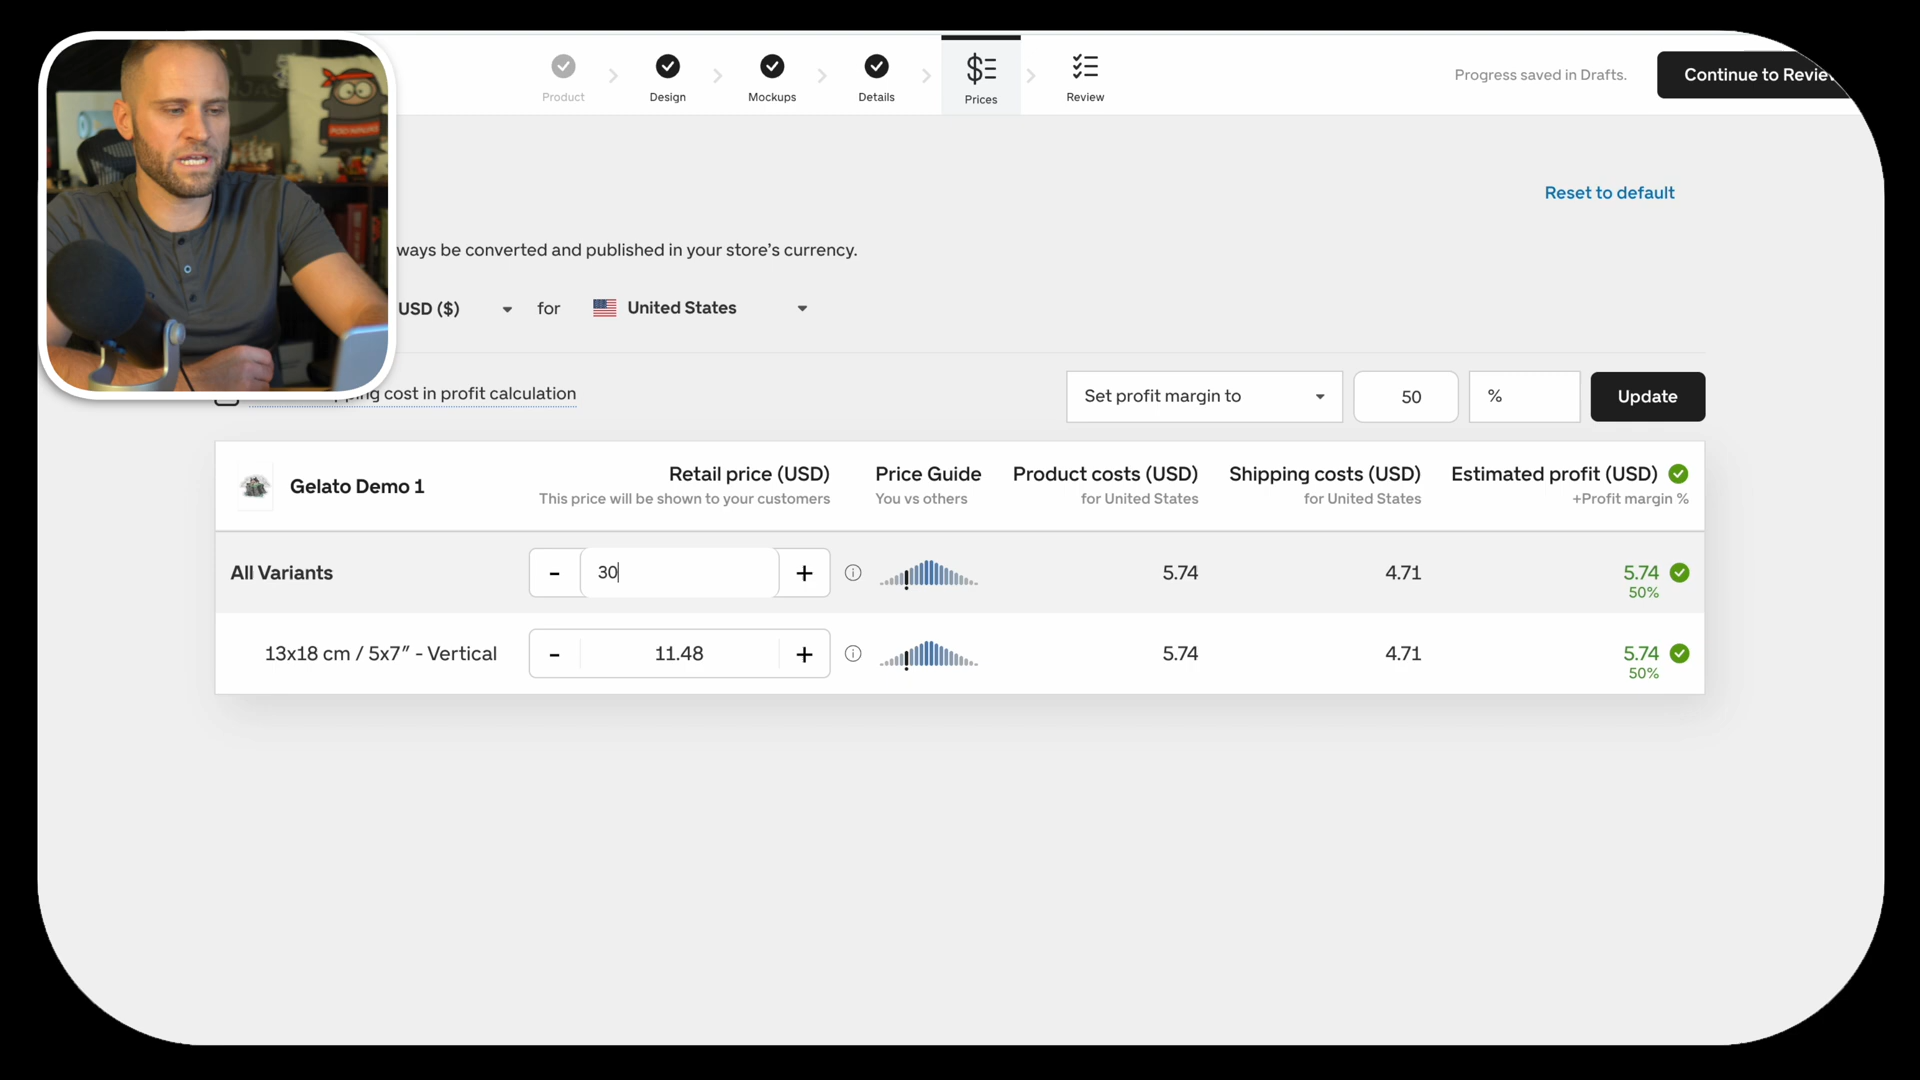 Product
Design
Mockups
Details
Prices
Review
Progress saved in Drafts.
Continue to Revie
Reset to default
ways be converted and published in your store's currency.
USD ($)
for
United States
cost in profit calculation
Set profit margin to
50
%
Update
Gelato Demo 1
Retail price (USD)
This price will be shown to your customers
Price Guide
You vs others
Product costs (USD)
for United States
Shipping costs (USD)
for United States
Estimated profit (USD)
+Profit margin %
All Variants
-
30
+
5.74
4.71
5.74
50%
13x18 cm / 5x7″ - Vertical
-
11.48
+
5.74
4.71
5.74
50%